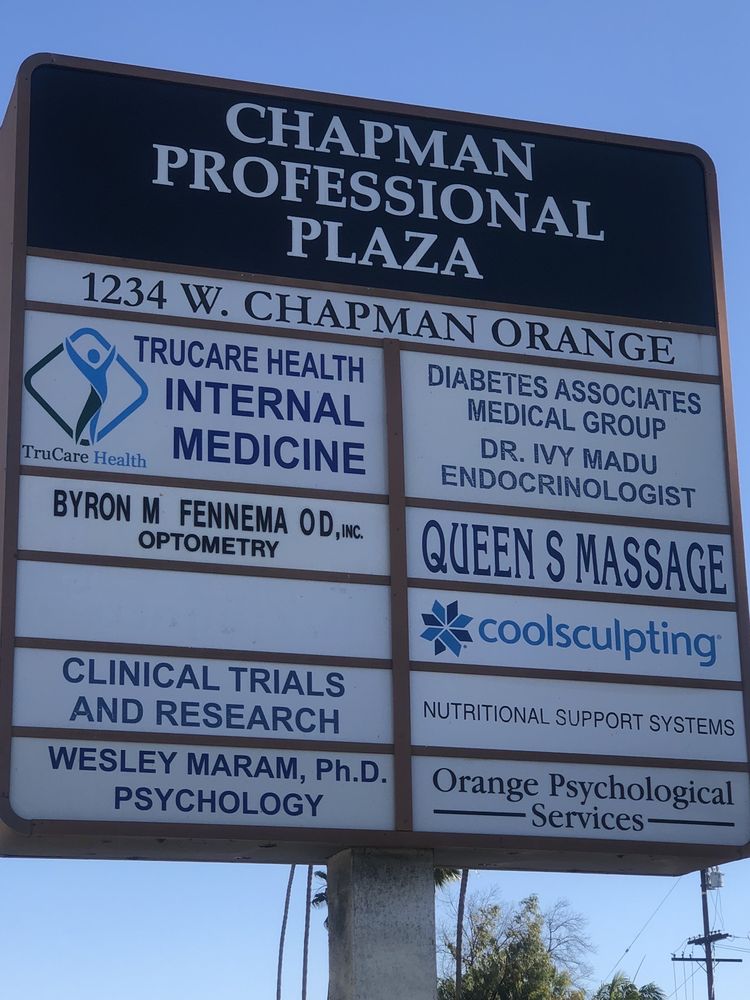 CHAPMAN
PROFESSIONAL
PLAZA
1234 W. CHAPMAN ORANGE
TRUCARE HEALTH
INTERNAL
MEDICINE
TruCare Health
DIABETES ASSOCIATES
MEDICAL GROUP
DR. IVY MADU
ENDOCRINOLOGIST
BYRON M FENNEMA OD, INC.
OPTOMETRY
QUEEN S MASSAGE
coolsculpting
CLINICAL TRIALS
AND RESEARCH
NUTRITIONAL SUPPORT SYSTEMS
WESLEY MARAM, Ph.D.
PSYCHOLOGY
Orange Psychological
Services